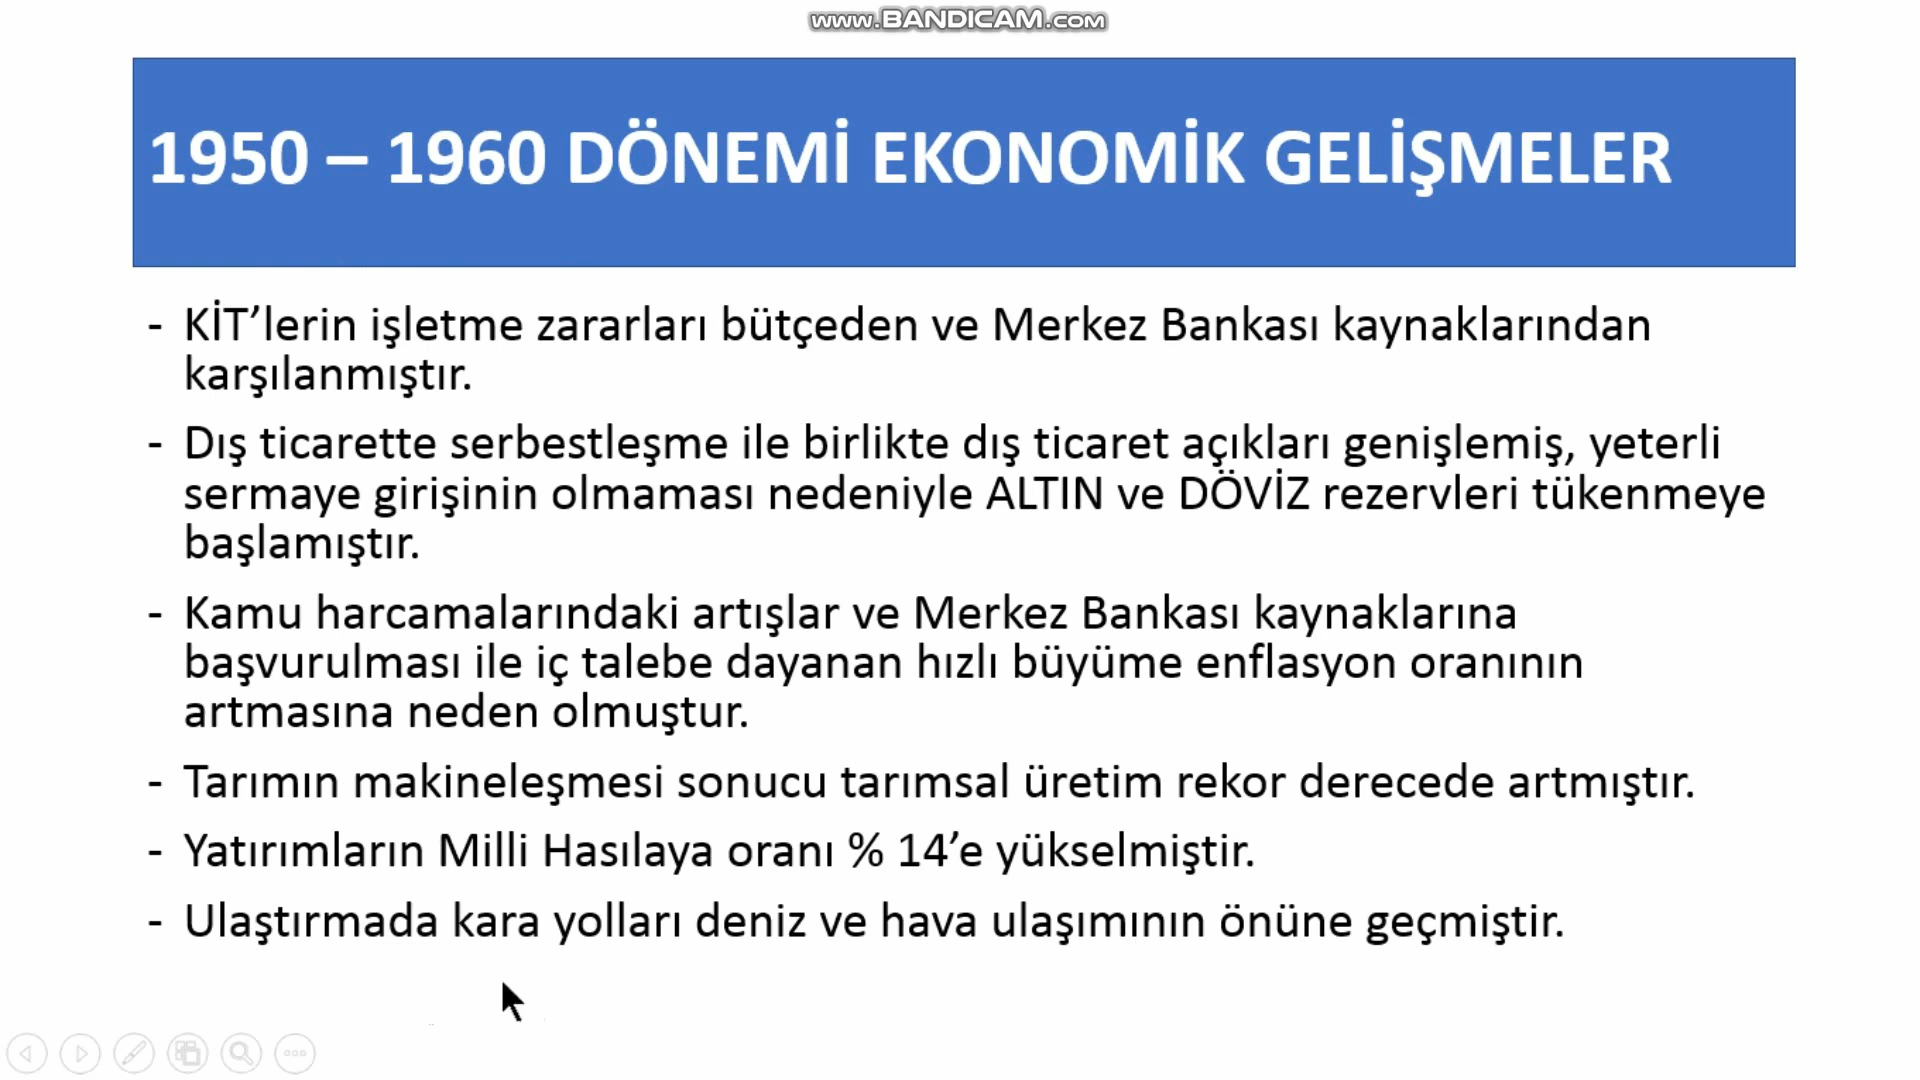 www.BANDICAM.com
1950 – 1960 DÖNEMİ EKONOMİK GELİŞMELER
- KİT’lerin işletme zararları bütçeden ve Merkez Bankası kaynaklarından
karşılanmıştır.
- Dış ticarette serbestleşme ile birlikte dış ticaret açıkları genişlemiş, yeterli
sermaye girişinin olmaması nedeniyle ALTIN ve DÖVİZ rezervleri tükenmeye
başlamıştır.
- Kamu harcamalarındaki artışlar ve Merkez Bankası kaynaklarına
başvurulması ile iç talebe dayanan hızlı büyüme enflasyon oranının
artmasına neden olmuştur.
- Tarımın makineleşmesi sonucu tarımsal üretim rekor derecede artmıştır.
- Yatırımların Milli Hasılaya oranı % 14’e yükselmiştir.
- Ulaştırmada kara yolları deniz ve hava ulaşımının önüne geçmiştir.